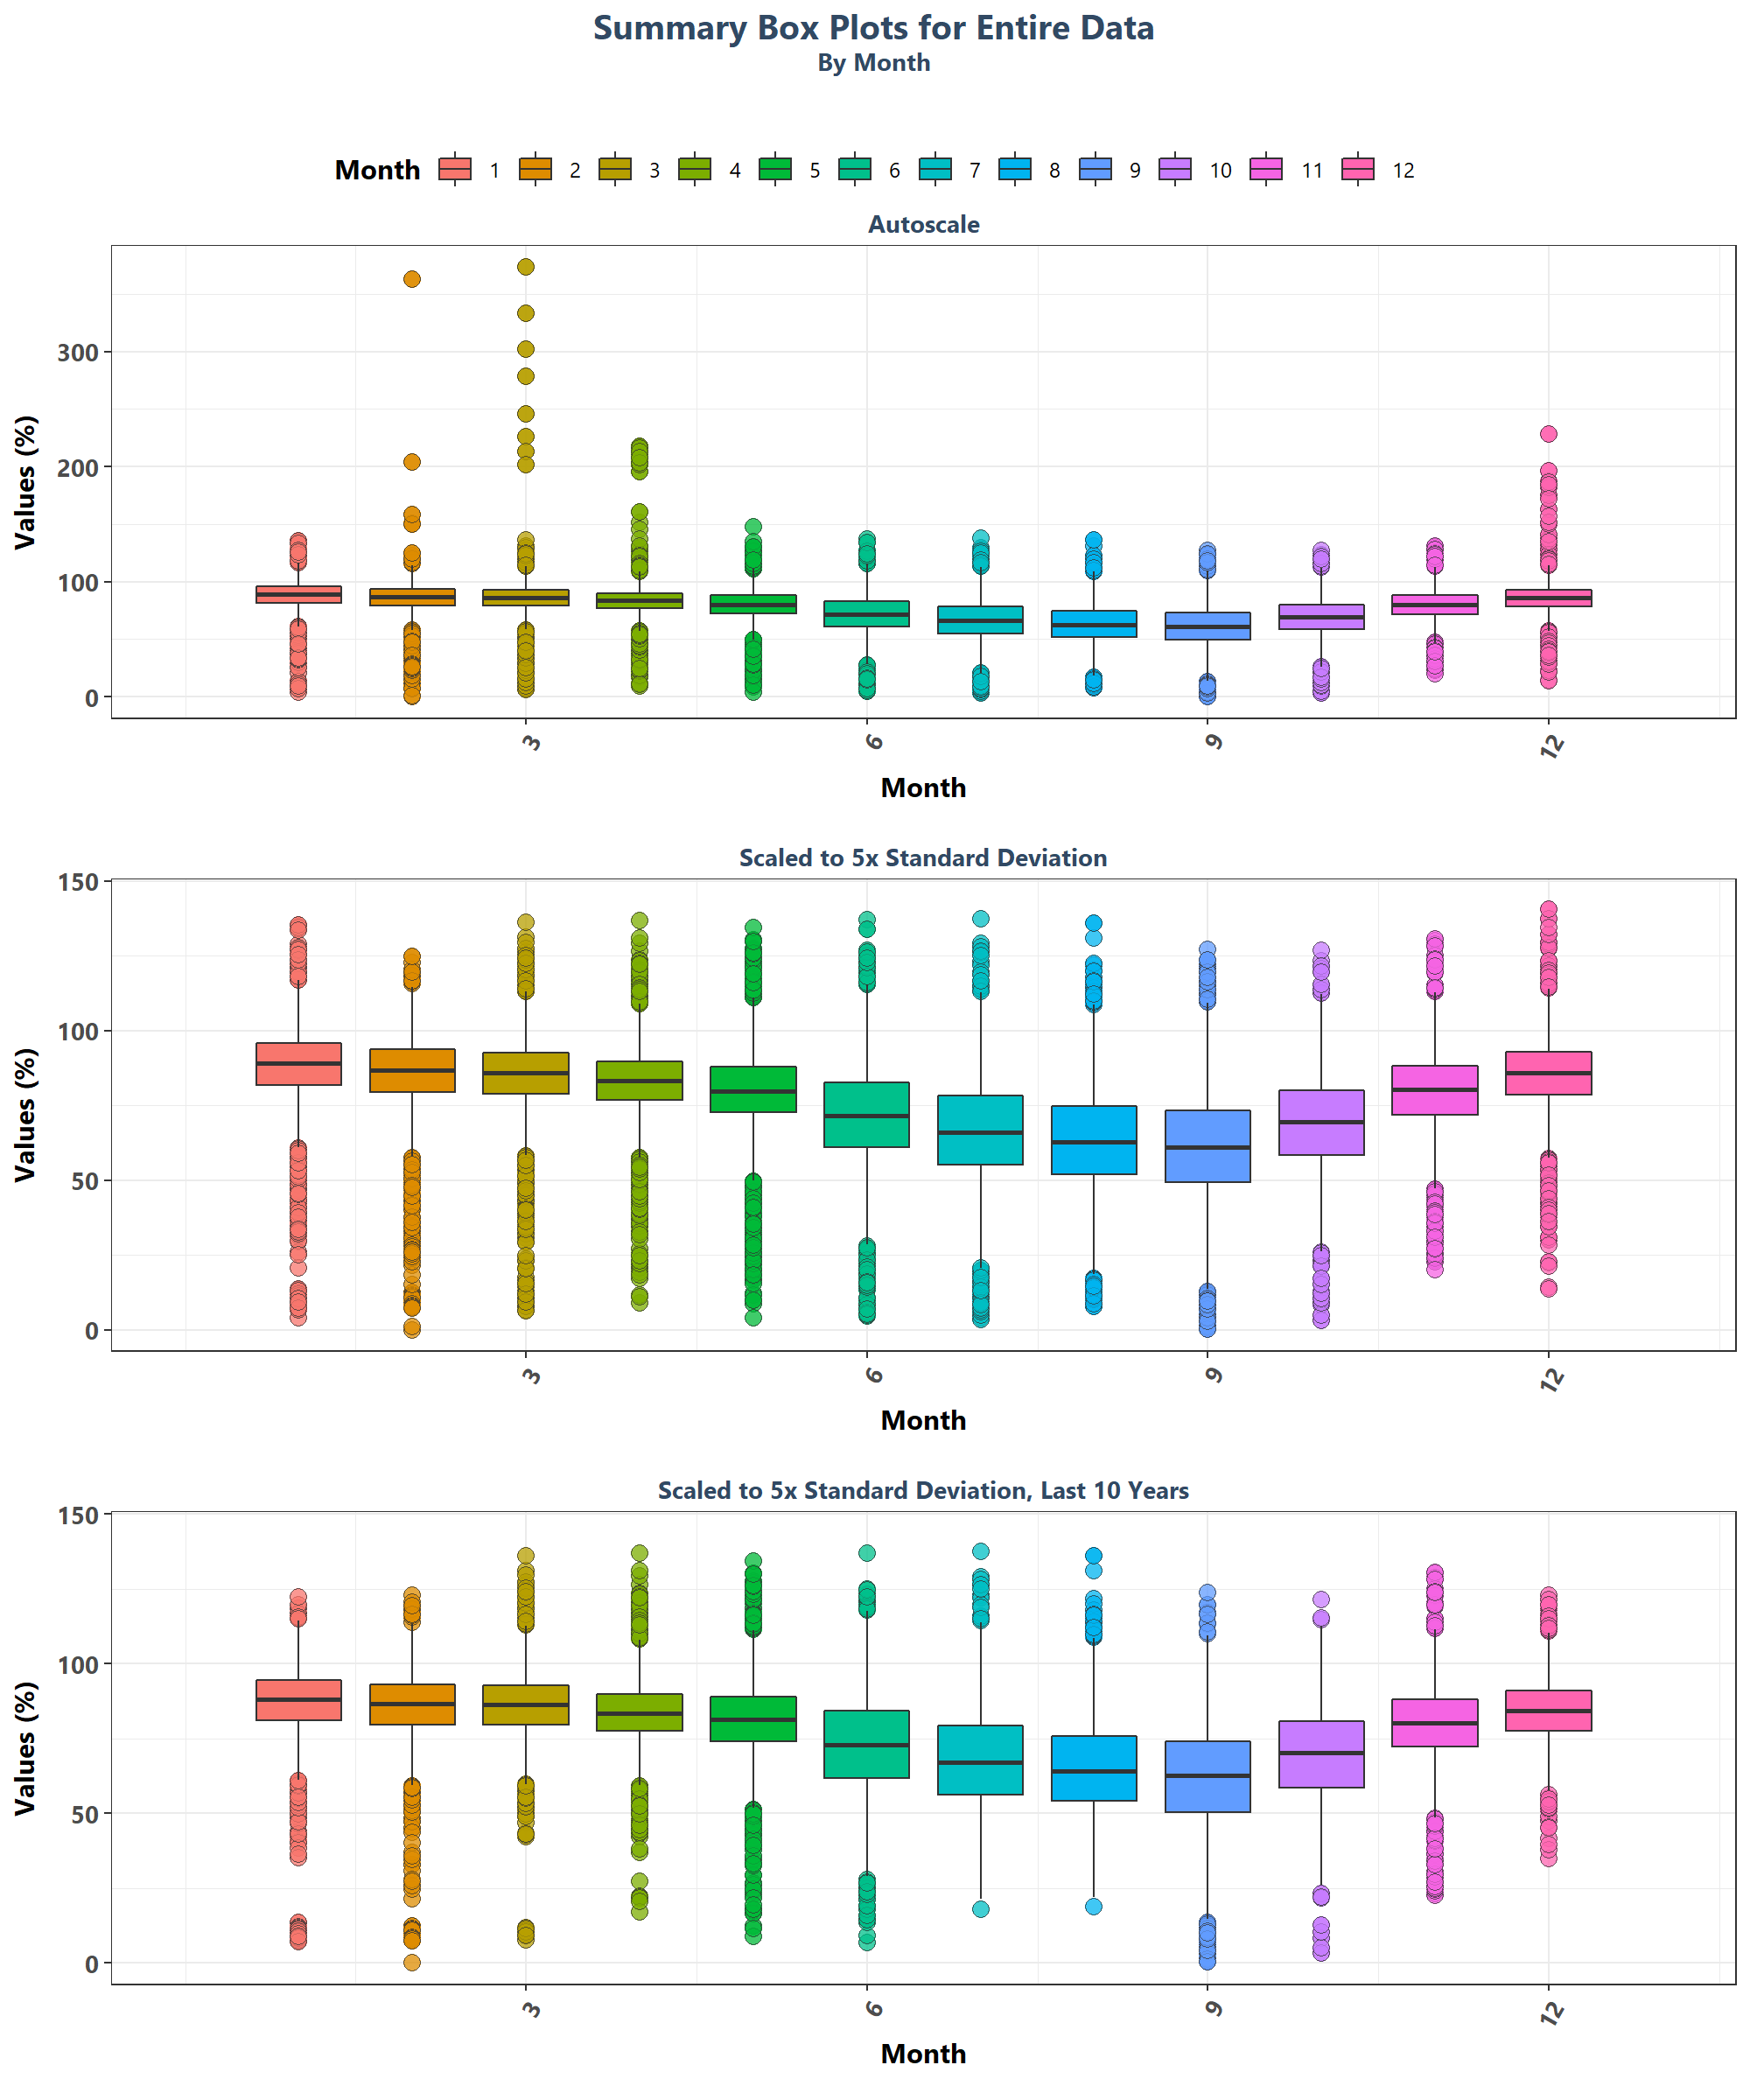 Summary Box Plots for Entire Data
By Month
Month 1 2 3 4 5 6 7 8 9 10 11 12
Autoscale
Values (%)
300
200
100
0
3 6 9 12
Month
Scaled to 5x Standard Deviation
Values (%)
150
100
50
0
3 6 9 12
Month
Scaled to 5x Standard Deviation, Last 10 Years
Values (%)
150
100
50
0
3 6 9 12
Month